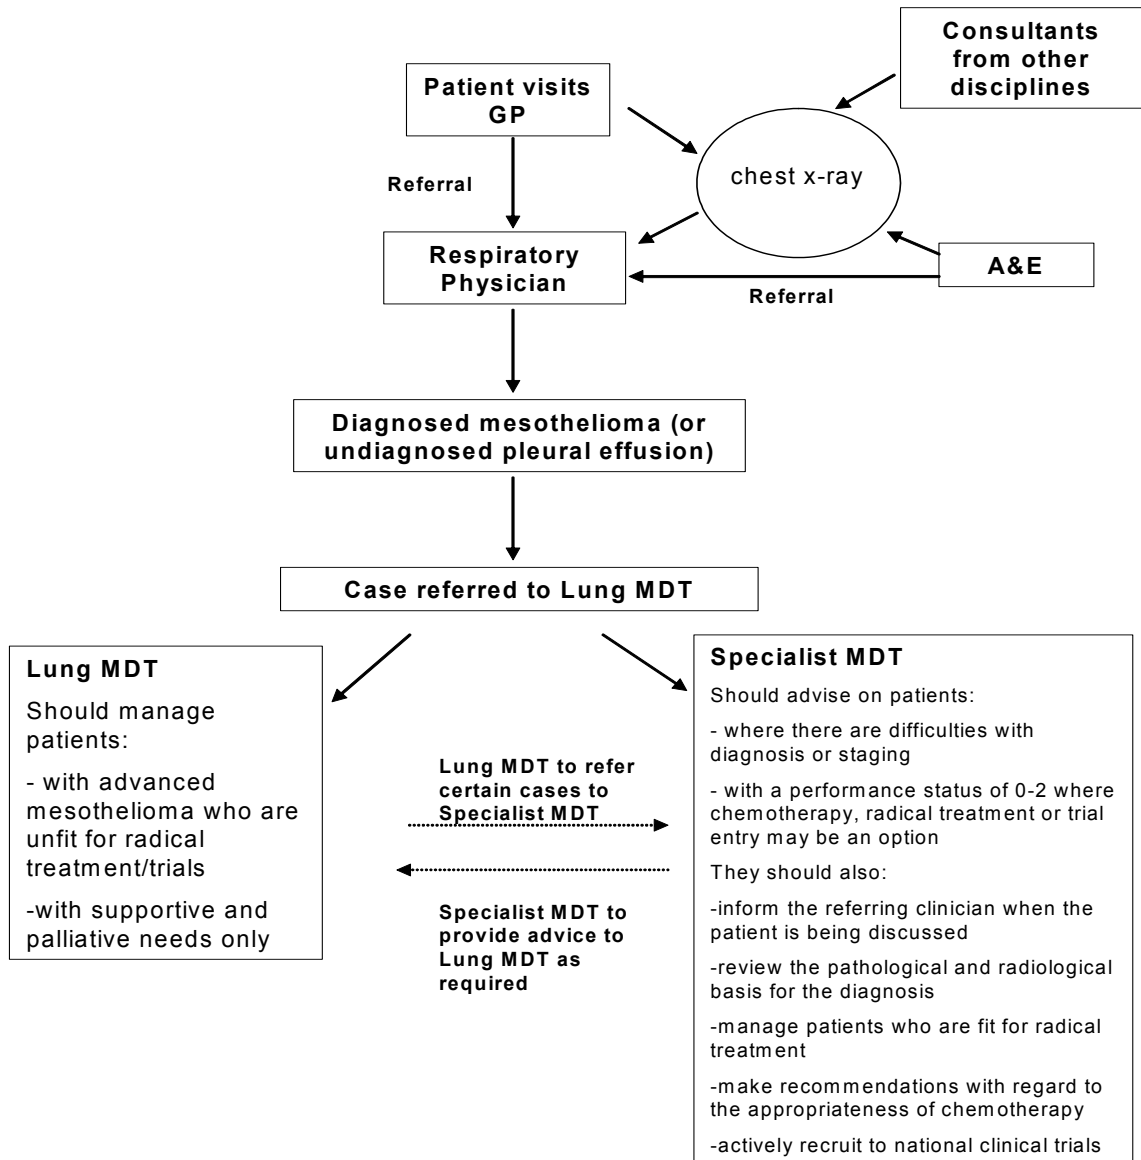 Consultants
from other
disciplines
Patient visits
GP
chest x-ray
Referral
Respiratory
Physician
A&E
Referral
Diagnosed mesothelioma (or
undiagnosed pleural effusion)
Case referred to Lung MDT
Lung MDT
Should manage
patients:
- with advanced
mesothelioma who are
unfit for radical
treatment/trials
-with supportive and
palliative needs only
Lung MDT to refer
certain cases to
Specialist MDT
Specialist MDT to
provide advice to
Lung MDT as
required
Specialist MDT
Should advise on patients:
- where there are difficulties with
diagnosis or staging
- with a performance status of 0-2 where
chemotherapy, radical treatment or trial
entry may be an option
They should also:
-inform the referring clinician when the
patient is being discussed
-review the pathological and radiological
basis for the diagnosis
-manage patients who are fit for radical
treatment
-make recommendations with regard to
the appropriateness of chemotherapy
-actively recruit to national clinical trials